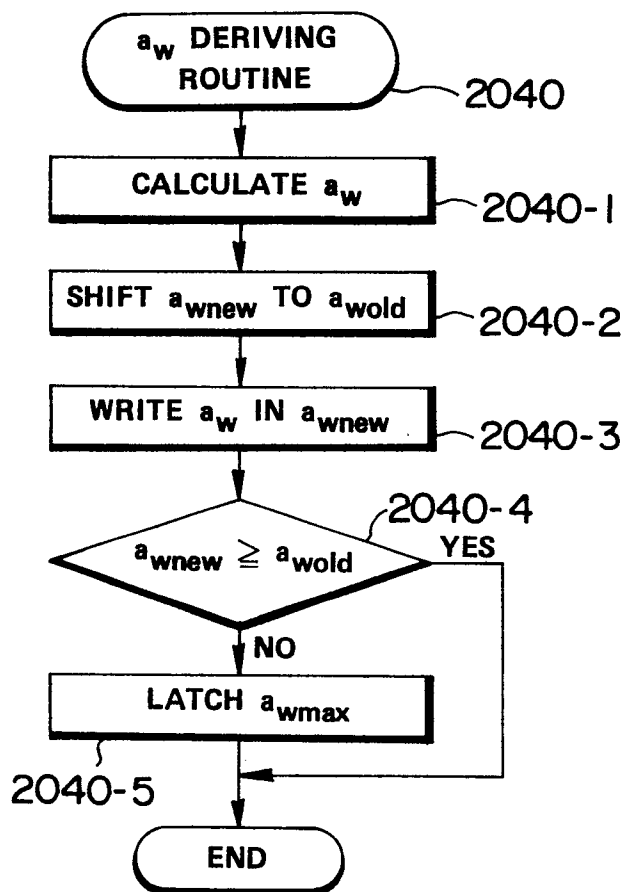 a_w DERIVING
ROUTINE
2040
CALCULATE a_w
2040-1
SHIFT a_wnew TO a_wold
2040-2
WRITE a_w IN a_wnew
2040-3
2040-4
a_wnew ≧ a_wold
YES
NO
LATCH a_wmax
2040-5
END